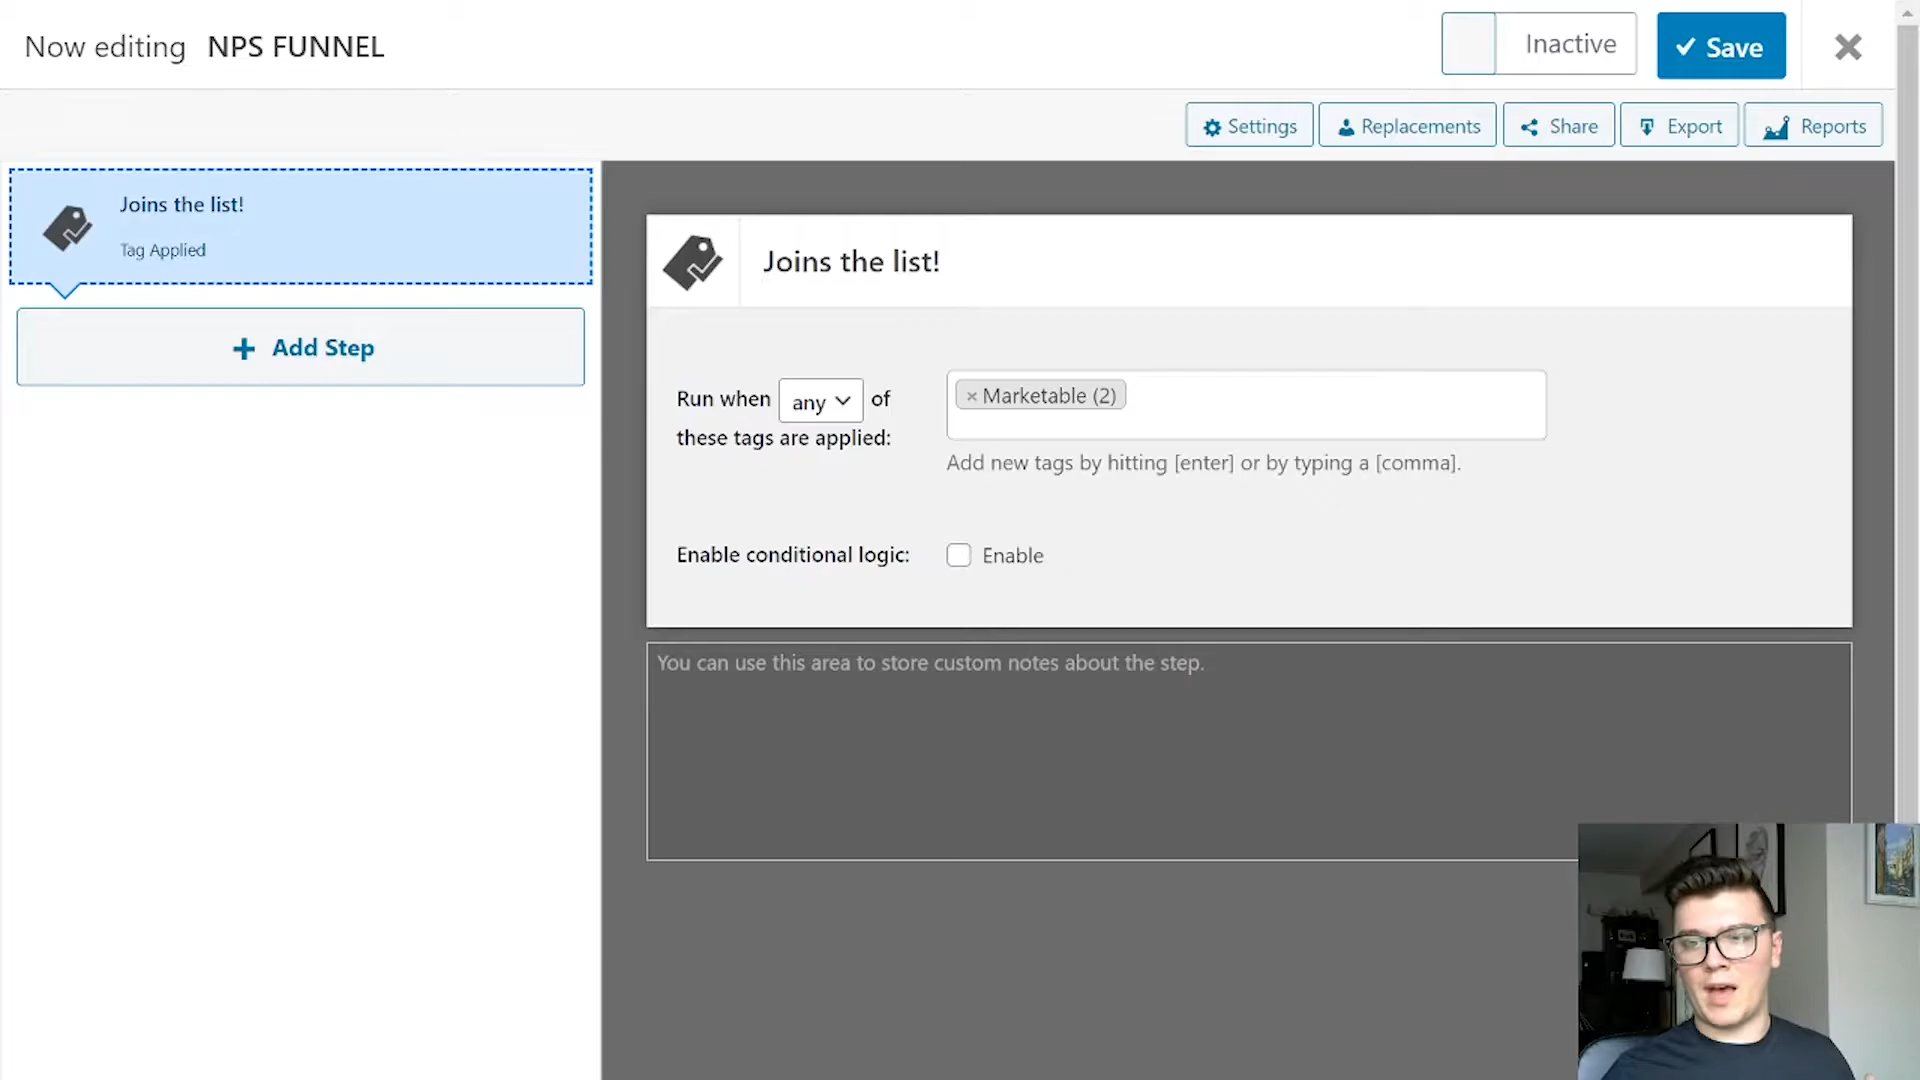 Now editing NPS FUNNEL
Inactive
Save
Settings
Replacements
Share
Export
Reports
Joins the list!
Tag Applied
Add Step
Joins the list!
Run when any of
these tags are applied:
× Marketable (2)
Add new tags by hitting [enter] or by typing a [comma].
Enable conditional logic:
Enable
You can use this area to store custom notes about the step.